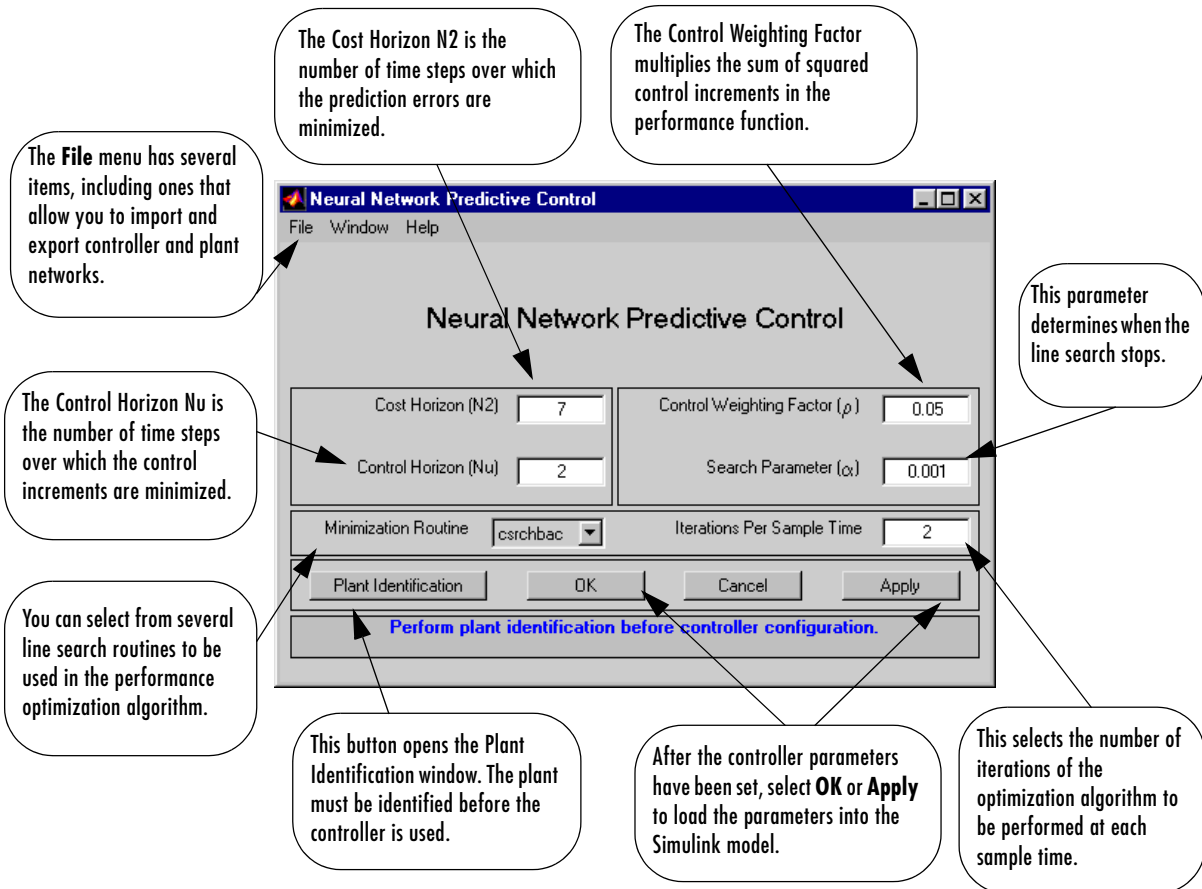 The Cost Horizon N2 is the
number of time steps over which
the prediction errors are
minimized.
The Control Weighting Factor
multiplies the sum of squared
control increments in the
performance function.
The File menu has several
items, including ones that
allow you to import and
export controller and plant
networks.
Neural Network Predictive Control
File Window Help
Neural Network Predictive Control
This parameter
determines when the
line search stops.
The Control Horizon Nu is
the number of time steps
over which the control
increments are minimized.
Cost Horizon (N2) 7
Control Weighting Factor (ρ) 0.05
Control Horizon (Nu) 2
Search Parameter (α) 0.001
Minimization Routine csrchbac
Iterations Per Sample Time 2
Plant Identification OK Cancel Apply
Perform plant identification before controller configuration.
You can select from several
line search routines to be
used in the performance
optimization algorithm.
This button opens the Plant
Identification window. The plant
must be identified before the
controller is used.
After the controller parameters
have been set, select OK or Apply
to load the parameters into the
Simulink model.
This selects the number of
iterations of the
optimization algorithm to
be performed at each
sample time.